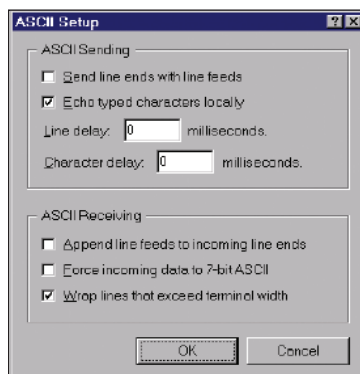 ASCII Setup
ASCII Sending
Send line ends with line feeds
Echo typed characters locally
Line delay: 0 milliseconds.
Character delay: 0 milliseconds.
ASCII Receiving
Append line feeds to incoming line ends
Force incoming data to 7-bit ASCII
Wrap lines that exceed terminal width
OK Cancel